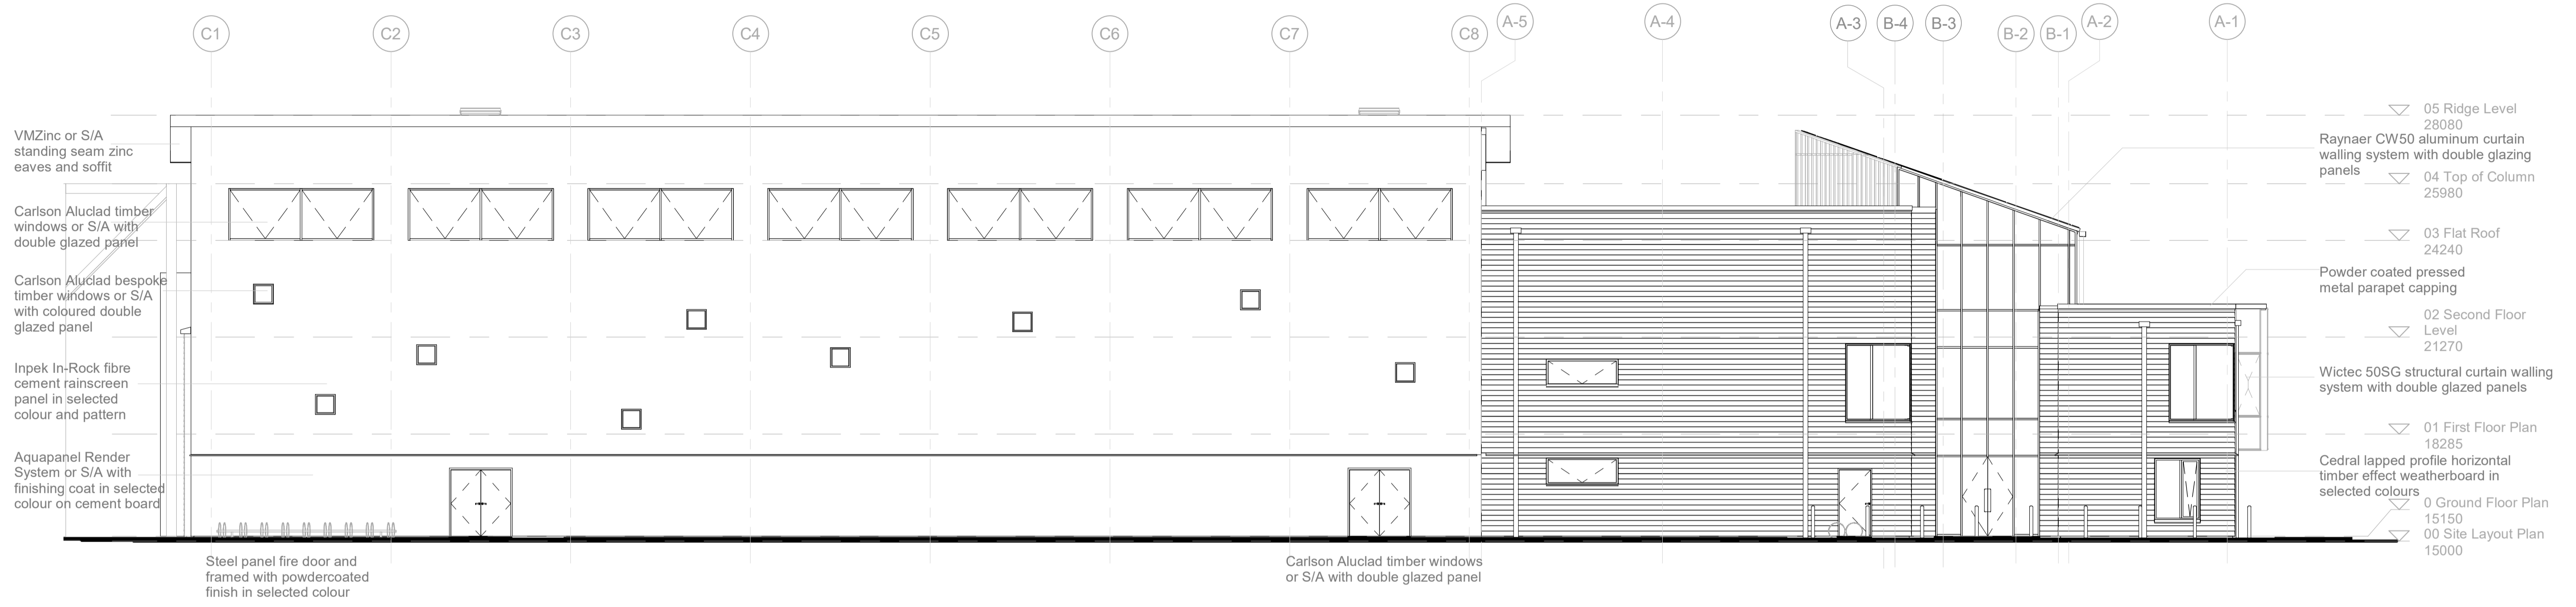 C1
C2
C3
C4
C5
C6
C7
C8
A-5
A-4
A-3
B-4
B-3
B-2
B-1
A-2
A-1
VMZinc or S/A
standing seam zinc
eaves and soffit
Carlson Aluclad timber
windows or S/A with
double glazed panel
Carlson Aluclad bespoke
timber windows or S/A
with coloured double
glazed panel
Inpek In-Rock fibre
cement rainscreen
panel in selected
colour and pattern
Aquapanel Render
System or S/A with
finishing coat in selected
colour on cement board
Steel panel fire door and
framed with powdercoated
finish in selected colour
Carlson Aluclad timber windows
or S/A with double glazed panel
05 Ridge Level
28080
Raynaer CW50 aluminum curtain
walling system with double glazing
panels
04 Top of Column
25980
03 Flat Roof
24240
Powder coated pressed
metal parapet capping
02 Second Floor
Level
21270
Wictec 50SG structural curtain walling
system with double glazed panels
01 First Floor Plan
18285
Cedral lapped profile horizontal
timber effect weatherboard in
selected colours
0 Ground Floor Plan
15150
00 Site Layout Plan
15000